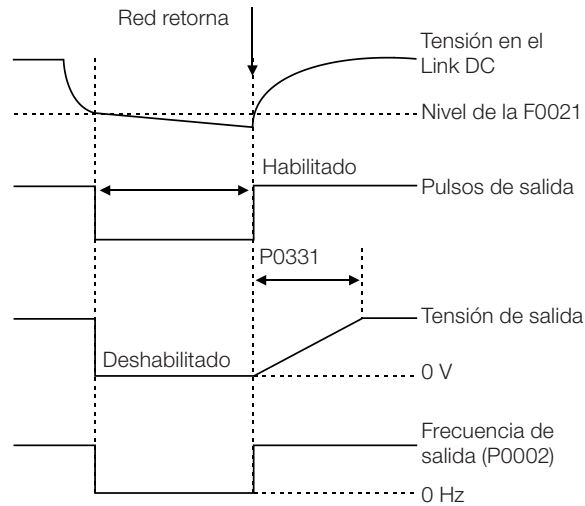 Red retorna
Tensión en el
Link DC
Nivel de la F0021
Habilitado
Pulsos de salida
P0331
Tensión de salida
Deshabilitado
0 V
Frecuencia de
salida (P0002)
0 Hz